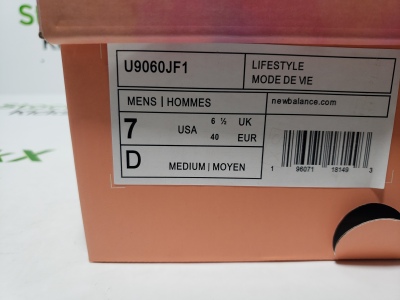 U9060JF1
LIFESTYLE
MODE DE VIE
MENS | HOMMES
newbalance.com
7 USA 6 ½ UK
40 EUR
D MEDIUM | MOYEN
1 96071 18149 3